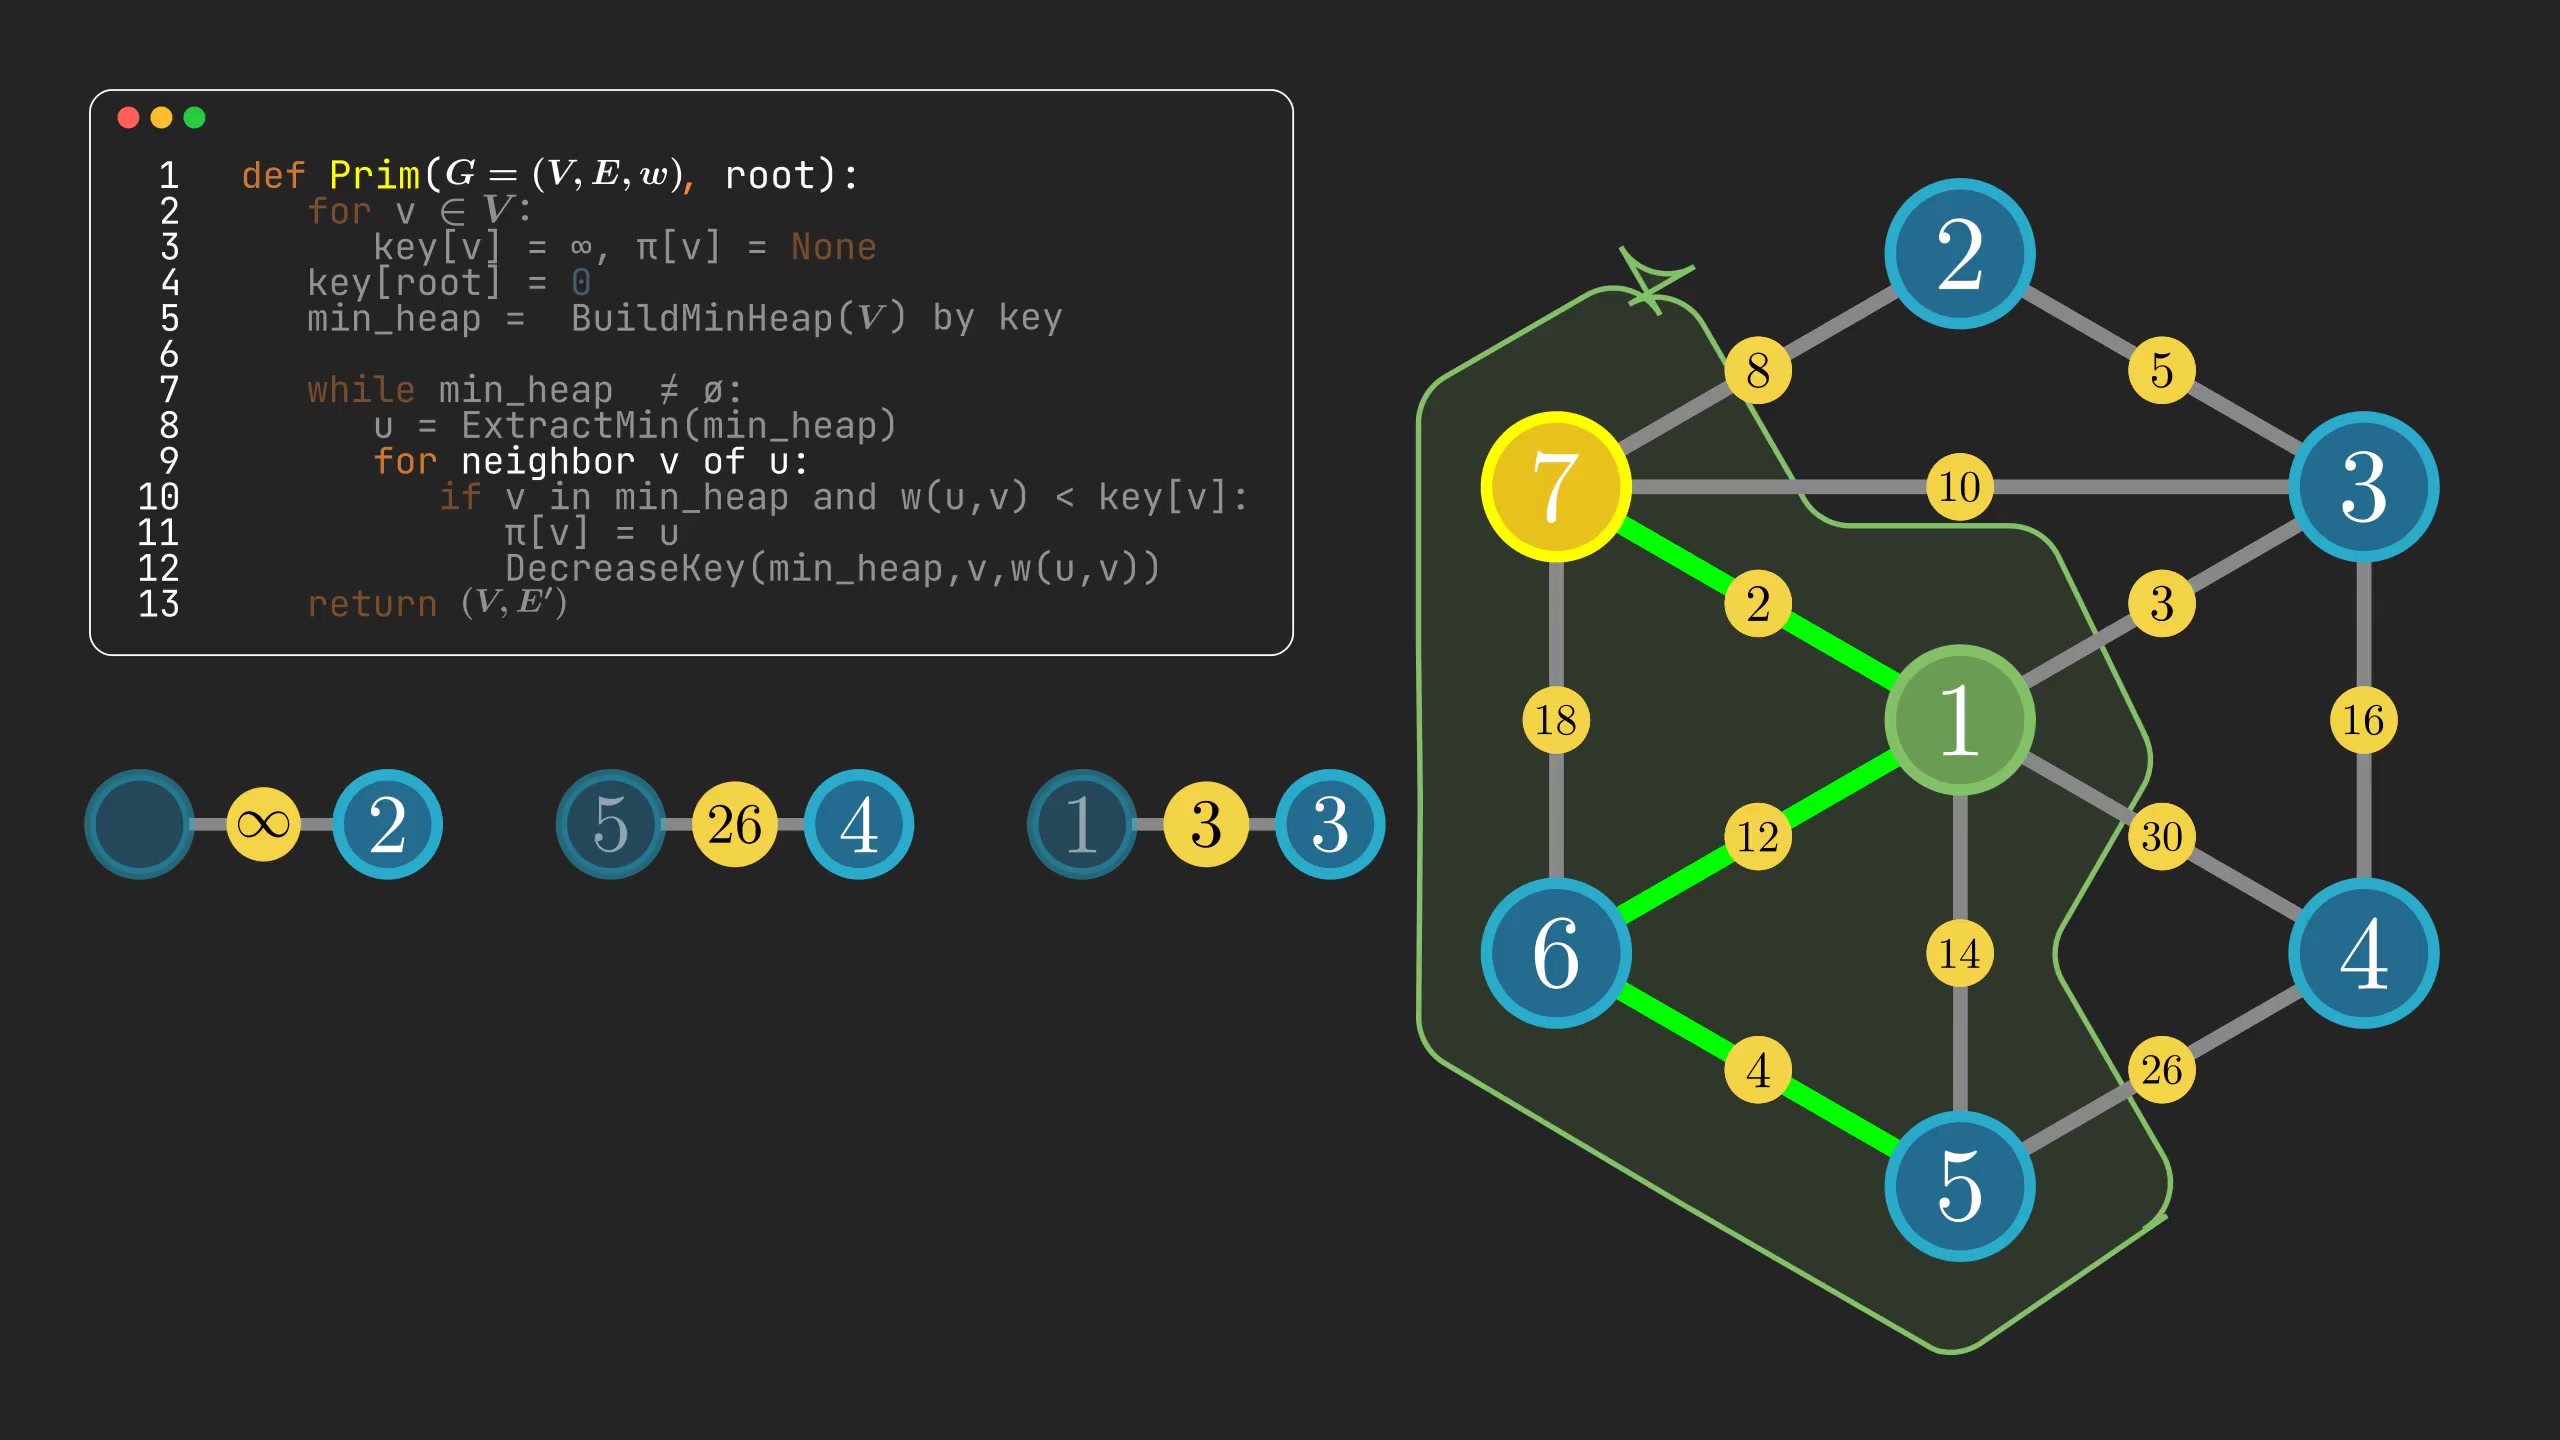 1 def Prim(G = (V, E, w), root):
2 for v ∈ V:
3 key[v] = ∞, π[v] = None
4 key[root] = 0
5 min_heap = BuildMinHeap(V) by key
6
7 while min_heap ≠ ø:
8 u = ExtractMin(min_heap)
9 for neighbor v of u:
10 if v in min_heap and w(u,v) < key[v]:
11 π[v] = u
12 DecreaseKey(min_heap,v,w(u,v))
13 return (V, E′)
∞ 2
5 26 4
1 3 3
2
8 5
7 10 3
2 3
18 1 16
12 30
6 14 4
4 26
5